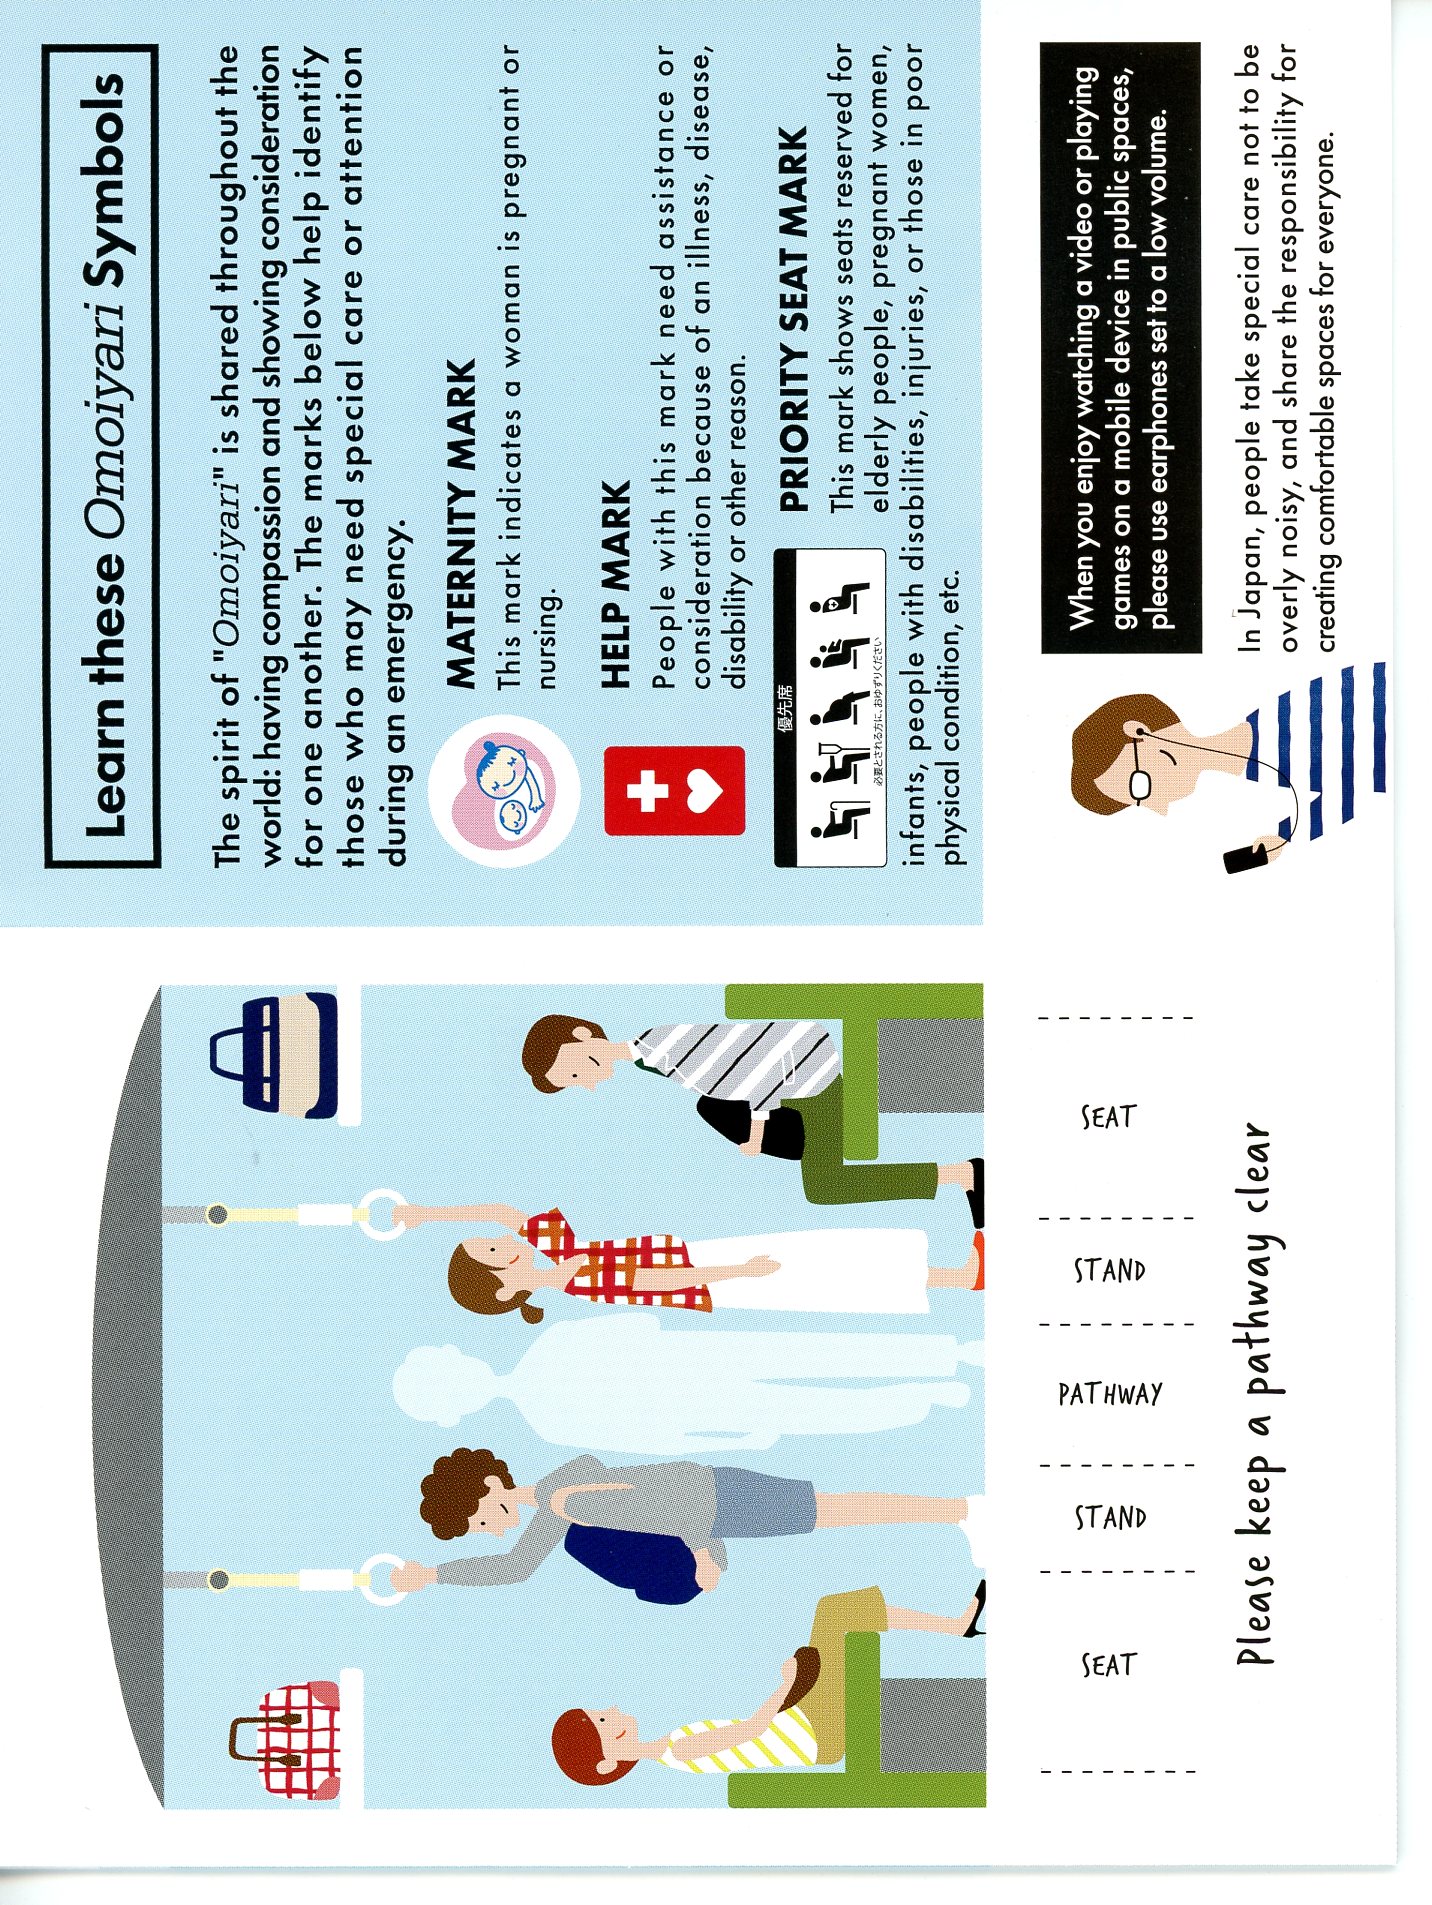 SEAT
STAND
PATHWAY
STAND
SEAT
Please keep a pathway clear
Learn these Omoiyari Symbols
The spirit of "Omoiyari" is shared throughout the
world: having compassion and showing consideration
for one another. The marks below help identify
those who may need special care or attention
during an emergency.
MATERNITY MARK
This mark indicates a woman is pregnant or
nursing.
HELP MARK
People with this mark need assistance or
consideration because of an illness, disease,
disability or other reason.
優先席
必要とされる方に、おゆずりください
PRIORITY SEAT MARK
This mark shows seats reserved for
elderly people, pregnant women,
infants, people with disabilities, injuries, or those in poor
physical condition, etc.
When you enjoy watching a video or playing
games on a mobile device in public spaces,
please use earphones set to a low volume.
In Japan, people take special care not to be
overly noisy, and share the responsibility for
creating comfortable spaces for everyone.